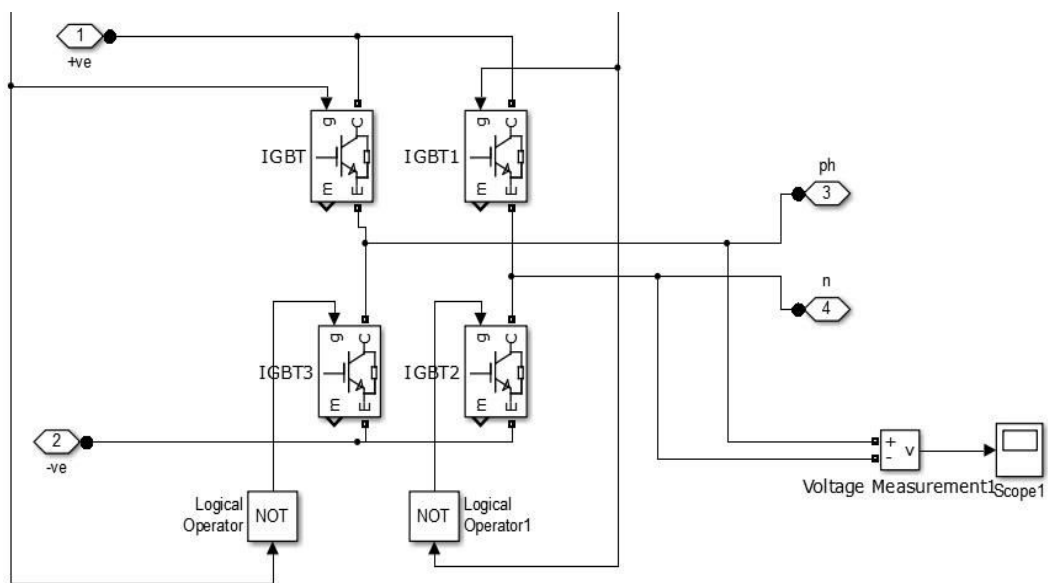 1
+ve
g
C
IGBT
m
E
g
C
IGBT1
m
E
ph
3
n
4
g
C
IGBT3
m
E
g
C
IGBT2
m
E
2
-ve
+
-
v
Voltage Measurement1
Scope1
Logical
Operator
NOT
NOT
Logical
Operator1